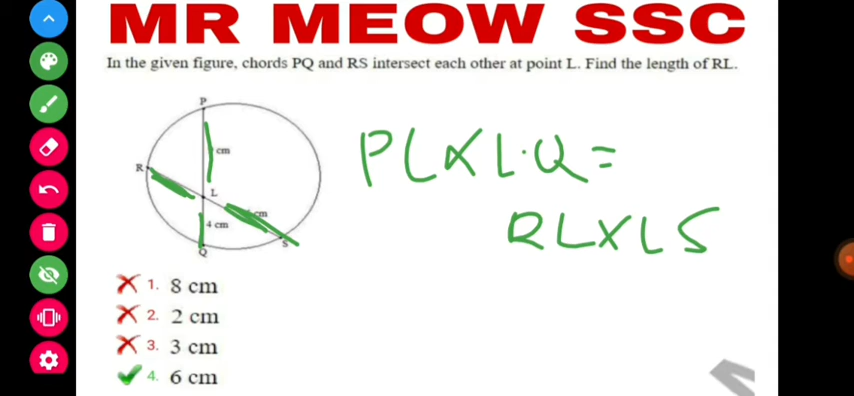 MR MEOW SSC
In the given figure, chords PQ and RS intersect each other at point L. Find the length of RL.
P
cm
R
L
cm
4 cm
S
Q
PL×L·Q=
RL×LS
1. 8 cm
2. 2 cm
3. 3 cm
4. 6 cm